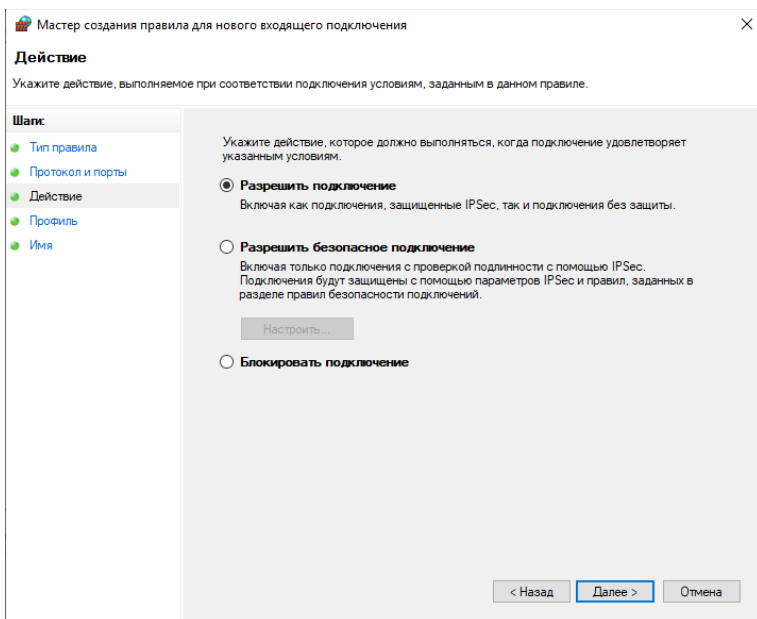 Мастер создания правила для нового входящего подключения
Действие
Укажите действие, выполняемое при соответствии подключения условиям, заданным в данном правиле.
Шаги:
Тип правила
Протокол и порты
Действие
Профиль
Имя
Укажите действие, которое должно выполняться, когда подключение удовлетворяет
указанным условиям.
Разрешить подключение
Включая как подключения, защищенные IPSec, так и подключения без защиты.
Разрешить безопасное подключение
Включая только подключения с проверкой подлинности с помощью IPSec.
Подключения будут защищены с помощью параметров IPSec и правил, заданных в
разделе правил безопасности подключений.
Настроить...
Блокировать подключение
< Назад
Далее >
Отмена